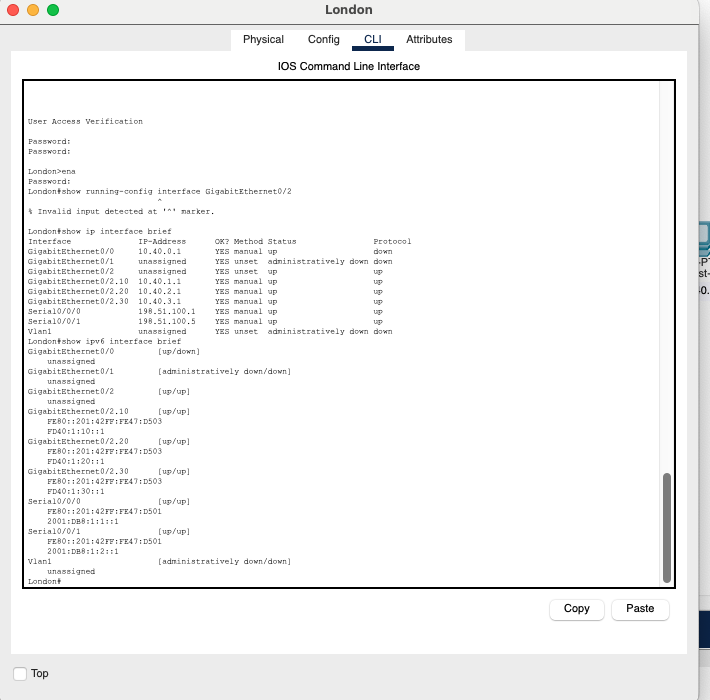 London
Physical Config CLI Attributes
IOS Command Line Interface
User Access Verification
Password:
Password:
London>ena
Password:
London#show running-config interface GigabitEthernet0/2
^
% Invalid input detected at '^' marker.
London#show ip interface brief
Interface IP-Address OK? Method Status Protocol
GigabitEthernet0/0 10.40.0.1 YES manual up down
GigabitEthernet0/1 unassigned YES unset administratively down down
GigabitEthernet0/2 unassigned YES unset up up
GigabitEthernet0/2.10 10.40.1.1 YES manual up up
GigabitEthernet0/2.20 10.40.2.1 YES manual up up
GigabitEthernet0/2.30 10.40.3.1 YES manual up up
Serial0/0/0 198.51.100.1 YES manual up up
Serial0/0/1 198.51.100.5 YES manual up up
Vlan1 unassigned YES unset administratively down down
London#show ipv6 interface brief
GigabitEthernet0/0 [up/down]
unassigned
GigabitEthernet0/1 [administratively down/down]
unassigned
GigabitEthernet0/2 [up/up]
unassigned
GigabitEthernet0/2.10 [up/up]
FE80::201:42FF:FE47:D503
FD40:1:10::1
GigabitEthernet0/2.20 [up/up]
FE80::201:42FF:FE47:D503
FD40:1:20::1
GigabitEthernet0/2.30 [up/up]
FE80::201:42FF:FE47:D503
FD40:1:30::1
Serial0/0/0 [up/up]
FE80::201:42FF:FE47:D501
2001:DB8:1:1::1
Serial0/0/1 [up/up]
FE80::201:42FF:FE47:D501
2001:DB8:1:2::1
Vlan1 [administratively down/down]
unassigned
London#
Copy Paste
Top